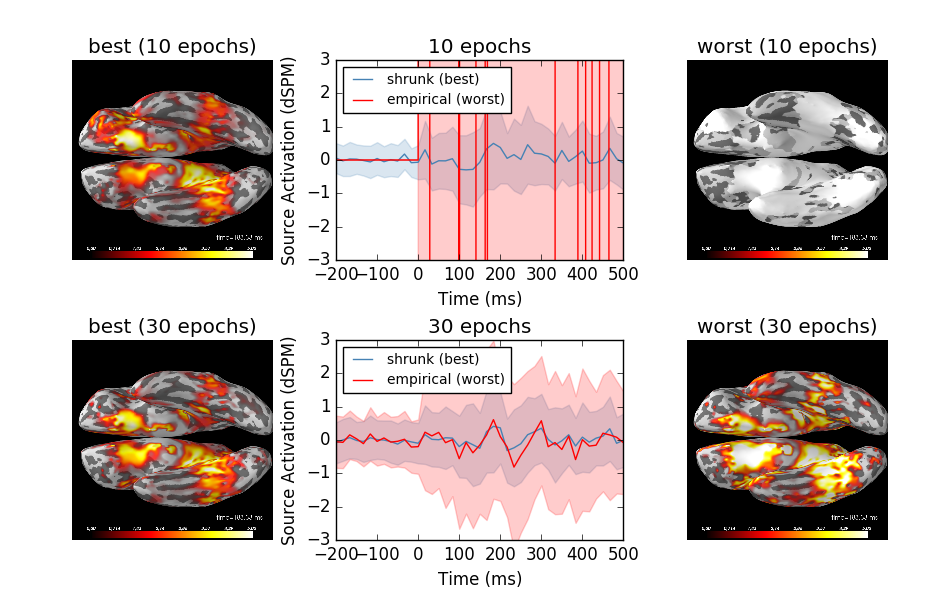 best (10 epochs)
10 epochs
worst (10 epochs)
Source Activation (dSPM)
3
2
1
0
−1
−2
−3
shrunk (best)
empirical (worst)
−200 −100 0 100 200 300 400 500
Time (ms)
best (30 epochs)
30 epochs
worst (30 epochs)
Source Activation (dSPM)
3
2
1
0
−1
−2
−3
shrunk (best)
empirical (worst)
−200 −100 0 100 200 300 400 500
Time (ms)